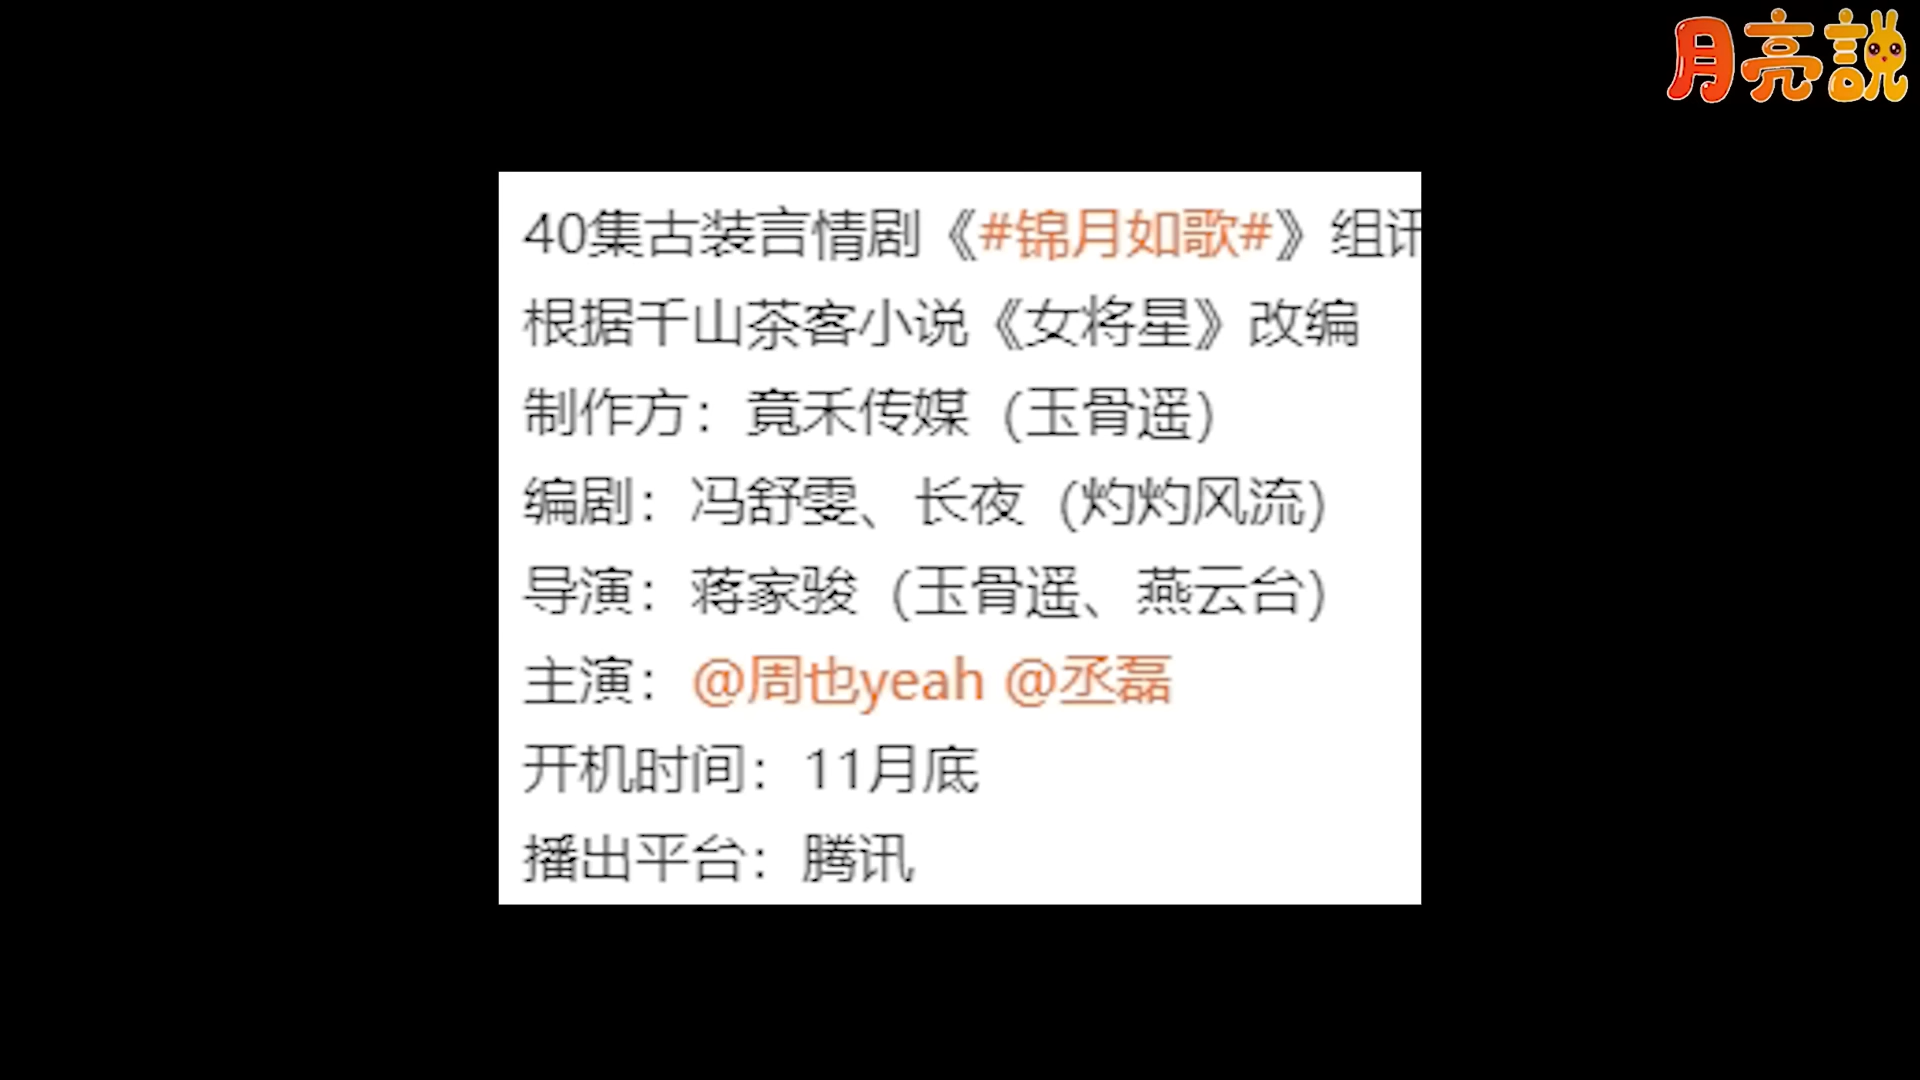 月亮説
40集古装言情剧《#锦月如歌#》组讯
根据千山茶客小说《女将星》改编
制作方：竟禾传媒（玉骨遥）
编剧：冯舒雯、长夜（灼灼风流）
导演：蒋家骏（玉骨遥、燕云台）
主演：@周也yeah @丞磊
开机时间：11月底
播出平台：腾讯